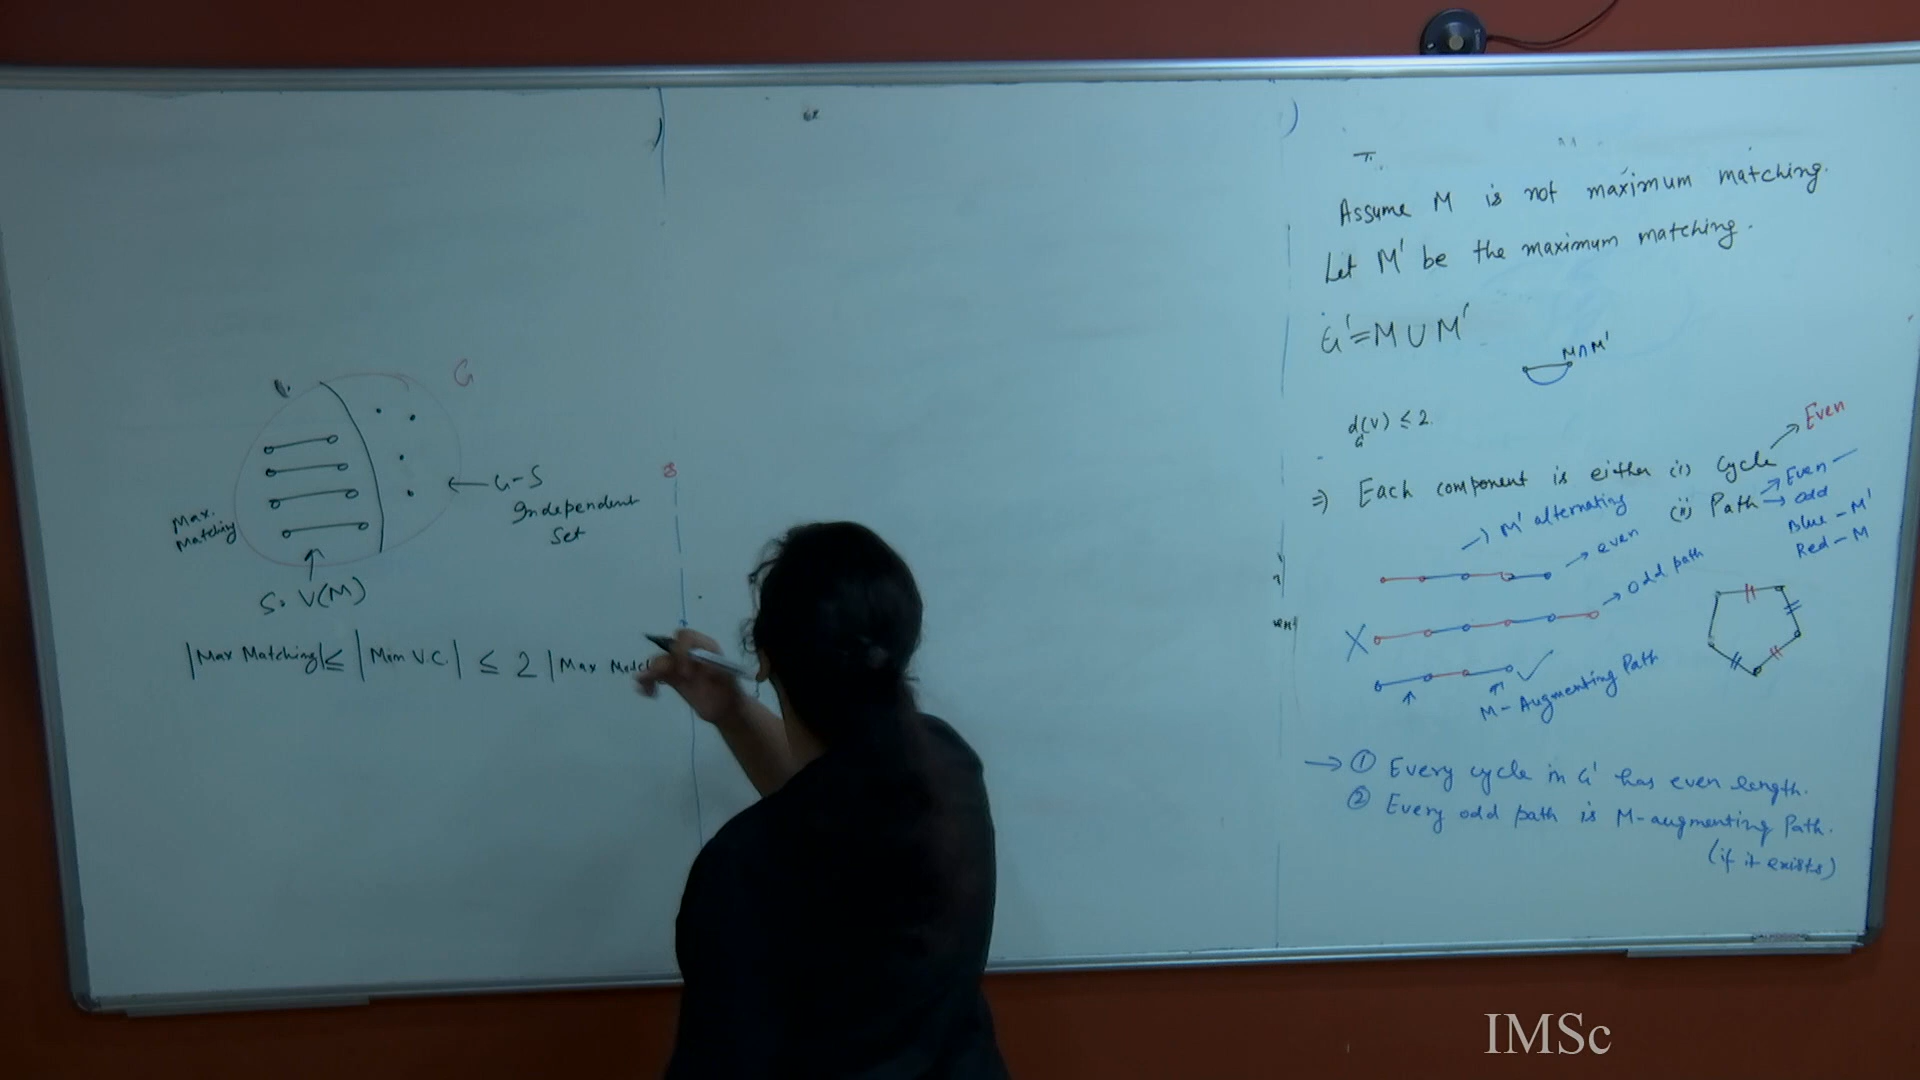 G
Max.
Matching
G-S
Independent
Set
S. V(M)
|Max Matching| ≤ |Min V.C.| ≤ 2 |Max
Assume M is not maximum matching.
Let M' be the maximum matching.
G' = M ∪ M'
M∩M'
d(v) ≤ 2.
G'
⇒ Each component is either (i) Cycle → Even
(ii) Path → Even
→ odd
Blue - M'
Red - M
→ M' alternating
→ even
X → odd path
M-Augmenting Path
→ ① Every cycle in G' has even length.
② Every odd path is M-augmenting Path.
(if it exists)
IMSc